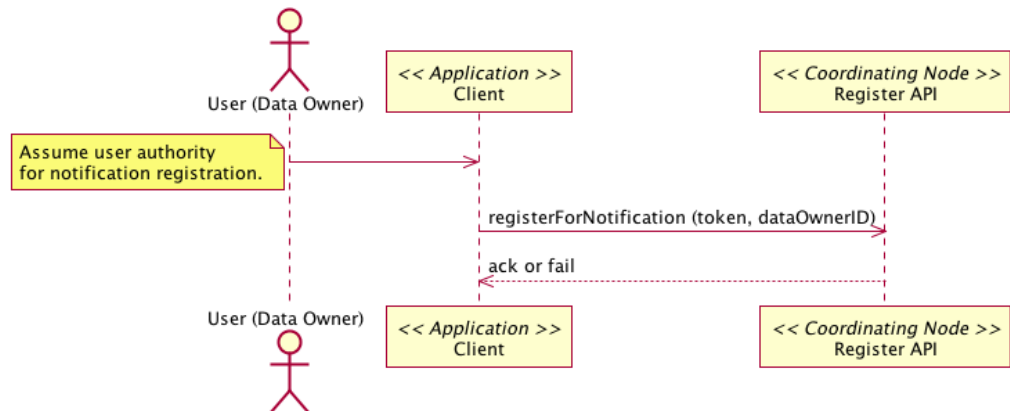 User (Data Owner)
<< Application >>
Client
<< Coordinating Node >>
Register API
Assume user authority
for notification registration.
registerForNotification (token, dataOwnerID)
ack or fail
User (Data Owner)
<< Application >>
Client
<< Coordinating Node >>
Register API